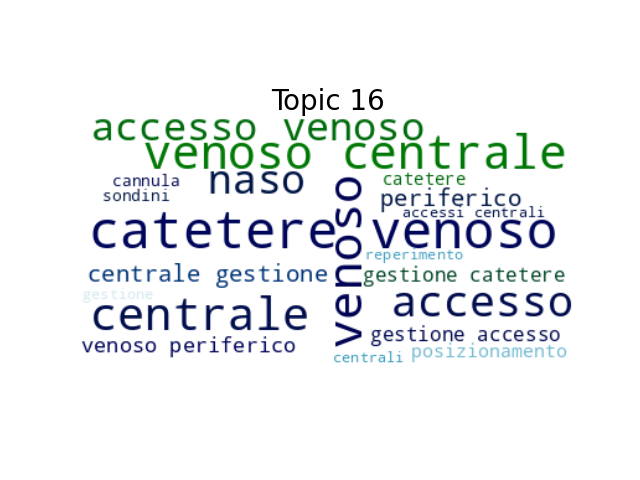 Topic 16
accesso venoso
venoso centrale
cannula
naso
venoso
catetere
sondini
periferico
accessi centrali
catetere venoso
reperimento
centrale gestione
gestione catetere
gestione
centrale
accesso
gestione accesso
venoso periferico
posizionamento
centrali